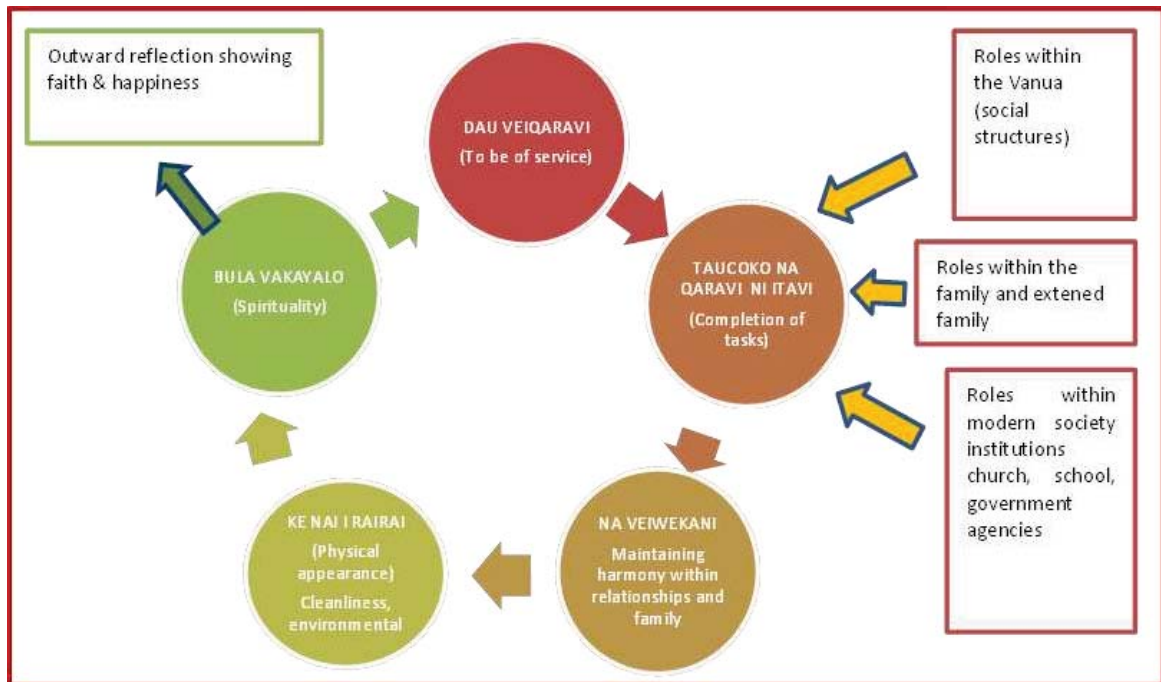 Outward reflection showing
faith & happiness
DAU VEIQARAVI
(To be of service)
Roles within
the Vanua
(social
structures)
BULA VAKAYALO
(Spirituality)
TAUCOKO NA
QARAVI NI ITAVI
(Completion of
tasks)
Roles within the
family and extened
family
Roles within
modern society
institutions
church, school,
government
agencies
KE NAI I RAIRAI
(Physical
appearance)
Cleanliness,
environmental
NA VEIWEKANI
Maintaining
harmony within
relationships and
family